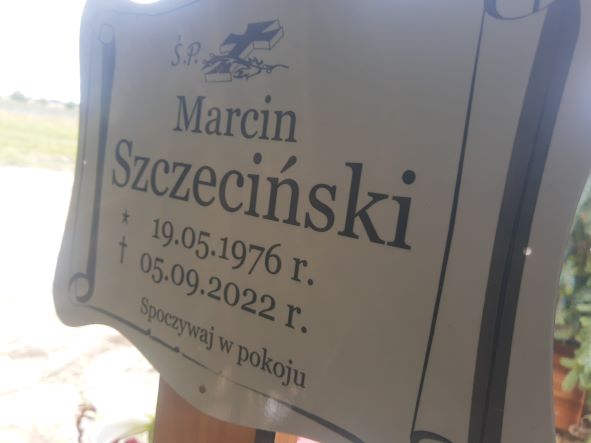 Ś.P.
Marcin
Szczeciński
* 19.05.1976 r.
† 05.09.2022 r.
Spoczywaj w pokoju